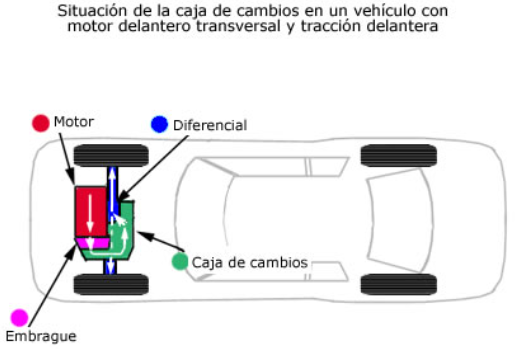 Situación de la caja de cambios en un vehículo con
motor delantero transversal y tracción delantera
Motor
Diferencial
Caja de cambios
Embrague